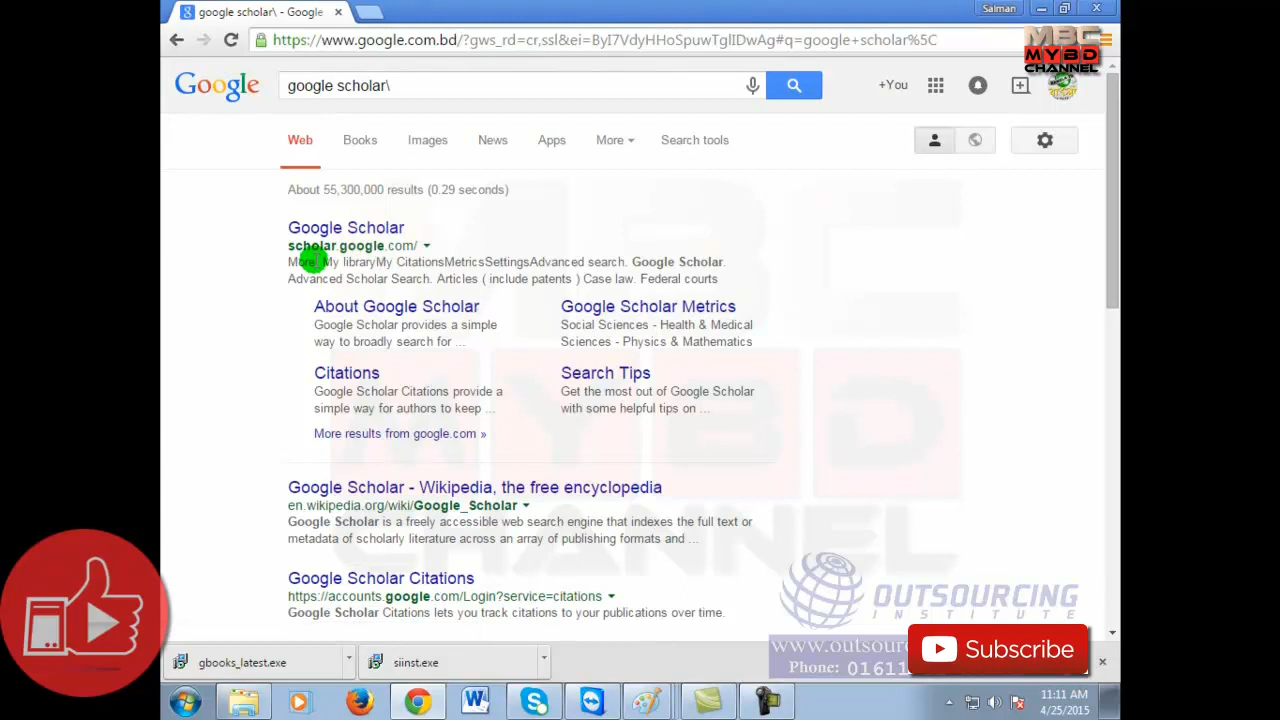 google scholar\ - Google
Salman
https://www.google.com.bd/?gws_rd=cr,ssl&ei=ByI7VdyHHoSpuwTglIDwAg#q=google+scholar%5C
MBC
MYBD
CHANNEL
Google
google scholar\
+You
Web Books Images News Apps More Search tools
About 55,300,000 results (0.29 seconds)
Google Scholar
scholar.google.com/
More My libraryMy CitationsMetricsSettingsAdvanced search. Google Scholar.
Advanced Scholar Search. Articles ( include patents ) Case law. Federal courts
About Google Scholar
Google Scholar provides a simple
way to broadly search for ...
Google Scholar Metrics
Social Sciences - Health & Medical
Sciences - Physics & Mathematics
Citations
Google Scholar Citations provide a
simple way for authors to keep ...
Search Tips
Get the most out of Google Scholar
with some helpful tips on ...
More results from google.com »
Google Scholar - Wikipedia, the free encyclopedia
en.wikipedia.org/wiki/Google_Scholar
Google Scholar is a freely accessible web search engine that indexes the full text or
metadata of scholarly literature across an array of publishing formats and ...
Google Scholar Citations
https://accounts.google.com/Login?service=citations
Google Scholar Citations lets you track citations to your publications over time.
MBC
MYBD
CHANNEL
OUTSOURCING
INSTITUTE
Phone: 01611
Subscribe
gbooks_latest.exe
siinst.exe
11:11 AM
4/25/2015